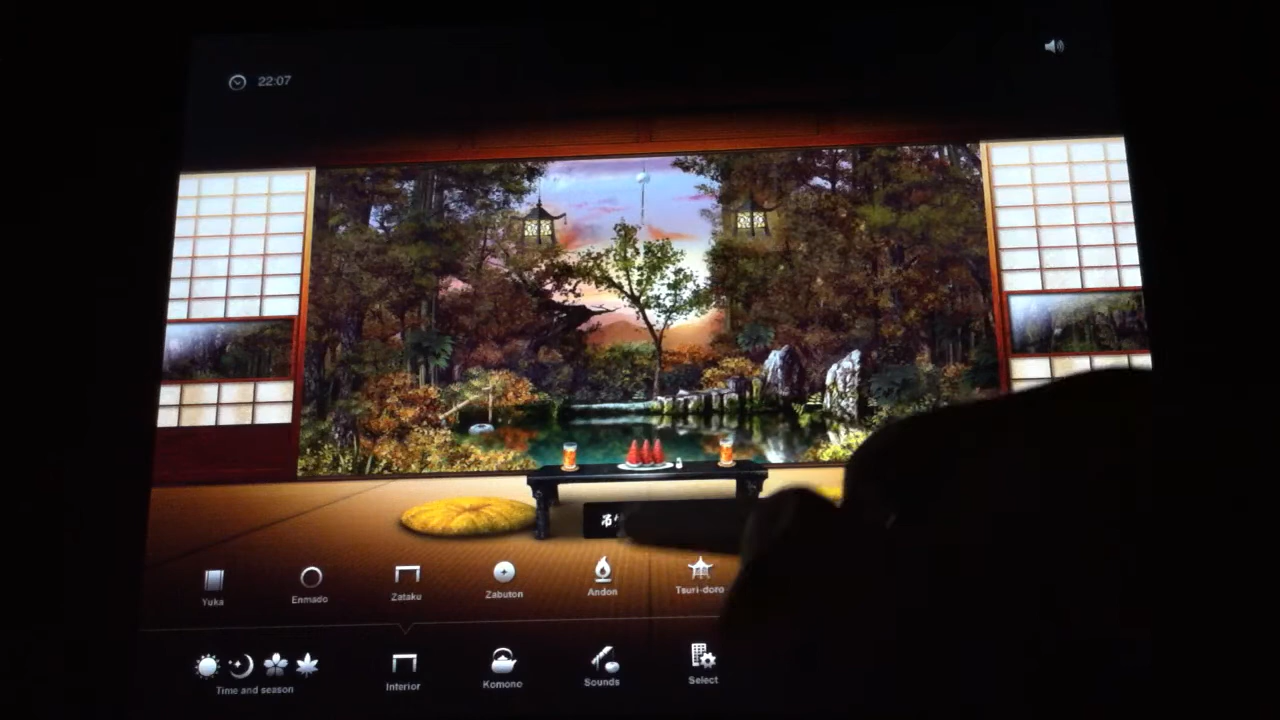 22:07
Yuka
Enmado
Zataku
Zabuton
Andon
Tsuri-doro
Time and season
Interior
Komono
Sounds
Select